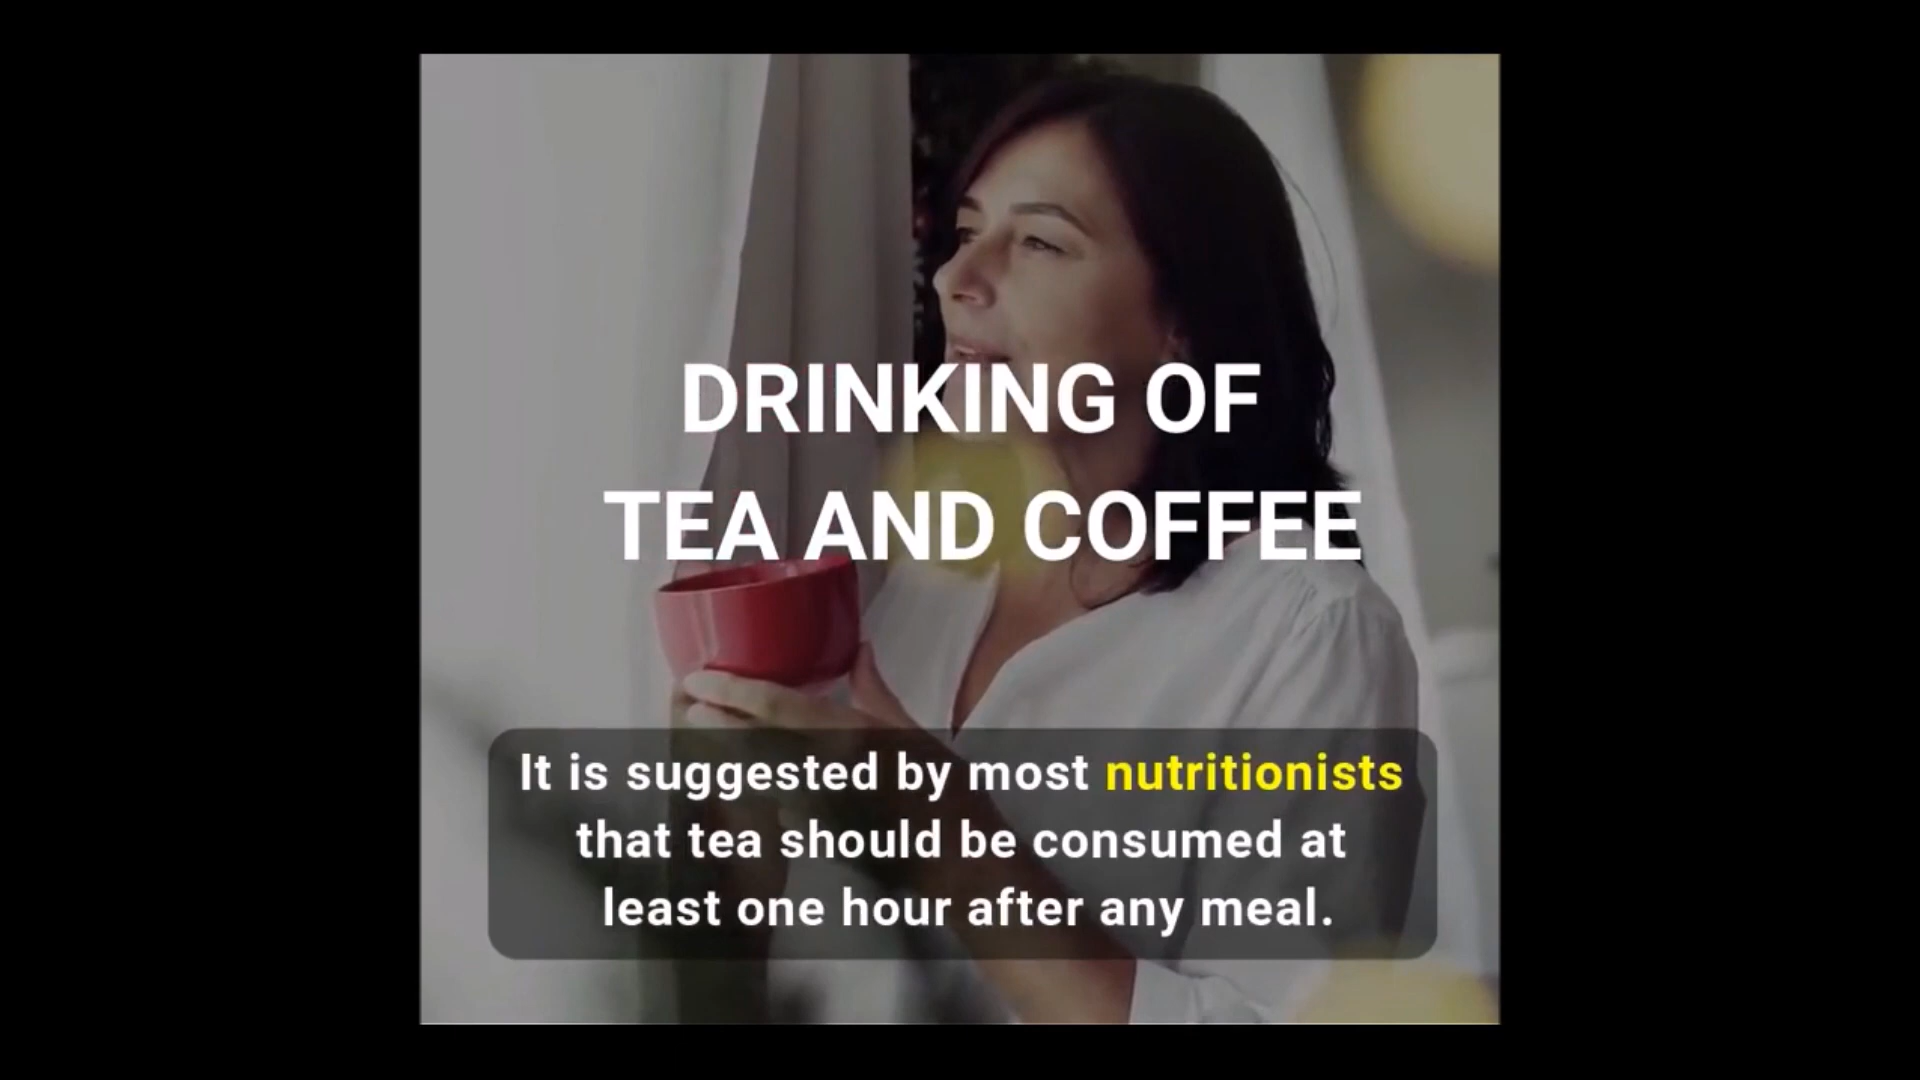 DRINKING OF
TEA AND COFFEE
It is suggested by most nutritionists
that tea should be consumed at
least one hour after any meal.